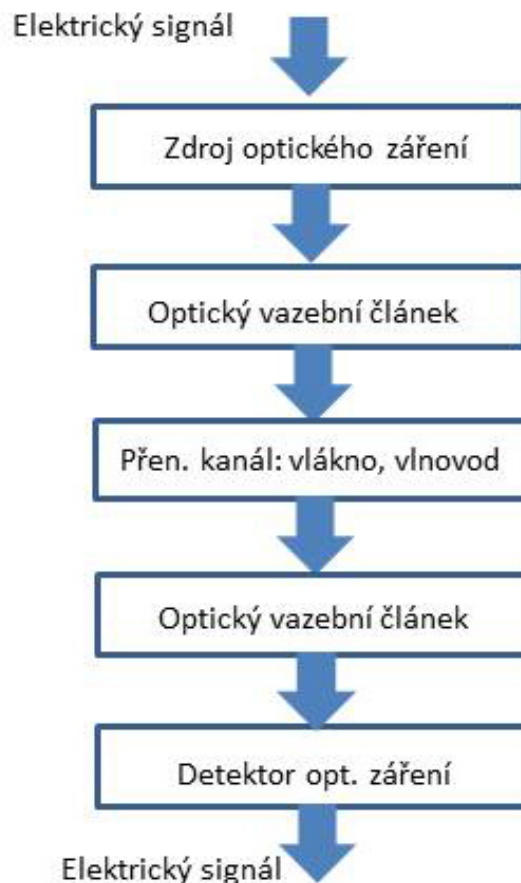 Elektrický signál
Zdroj optického záření
Optický vazební článek
Přen. kanál: vlákno, vlnovod
Optický vazební článek
Detektor opt. záření
Elektrický signál